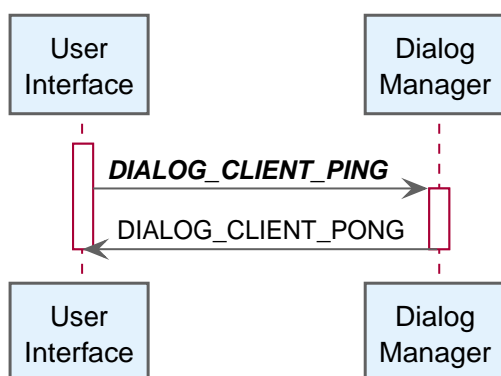 User
Interface
Dialog
Manager
DIALOG_CLIENT_PING
DIALOG_CLIENT_PONG
User
Interface
Dialog
Manager